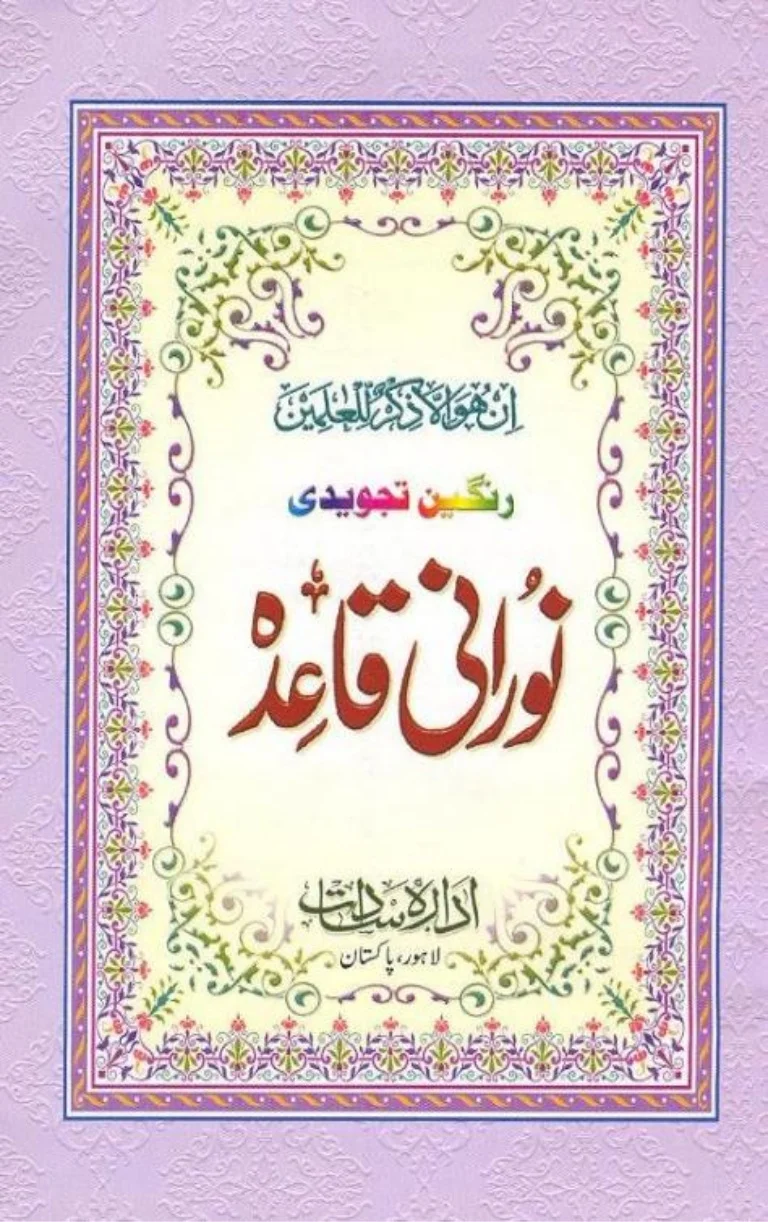 اِنْ هُوَ اِلَّا ذِكْرٌ لِّلْعٰلَمِيْنَ
رنگین تجویدی
نُورانی قاعِدہ
ادارہ سادات
لاہور، پاکستان